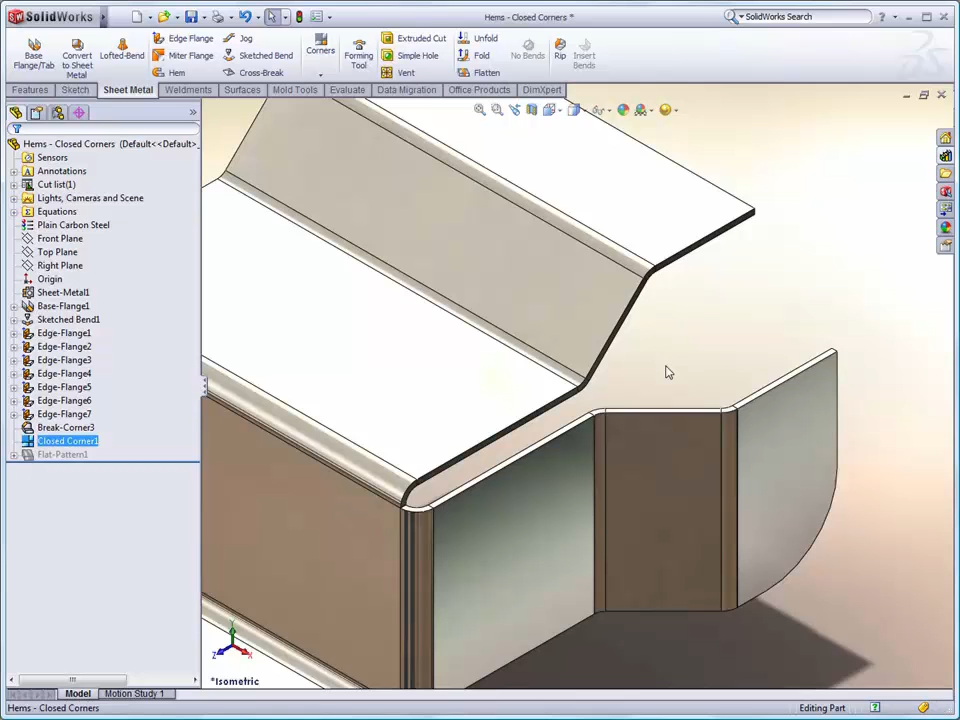 SolidWorks
Hems - Closed Corners *
SolidWorks Search
Base
Flange/Tab
Convert
to Sheet
Metal
Lofted-Bend
Edge Flange
Miter Flange
Hem
Jog
Sketched Bend
Cross-Break
Corners
Forming
Tool
Extruded Cut
Simple Hole
Vent
Unfold
Fold
Flatten
No Bends
Rip
Insert
Bends
Features
Sketch
Sheet Metal
Weldments
Surfaces
Mold Tools
Evaluate
Data Migration
Office Products
DimXpert
Hems - Closed Corners (Default<<Default>_
Sensors
Annotations
Cut list(1)
Lights, Cameras and Scene
Equations
Plain Carbon Steel
Front Plane
Top Plane
Right Plane
Origin
Sheet-Metal1
Base-Flange1
Sketched Bend1
Edge-Flange1
Edge-Flange2
Edge-Flange3
Edge-Flange4
Edge-Flange5
Edge-Flange6
Edge-Flange7
Break-Corner3
Closed Corner1
Flat-Pattern1
Y
Z
X
*Isometric
Model
Motion Study 1
Hems - Closed Corners
Editing Part